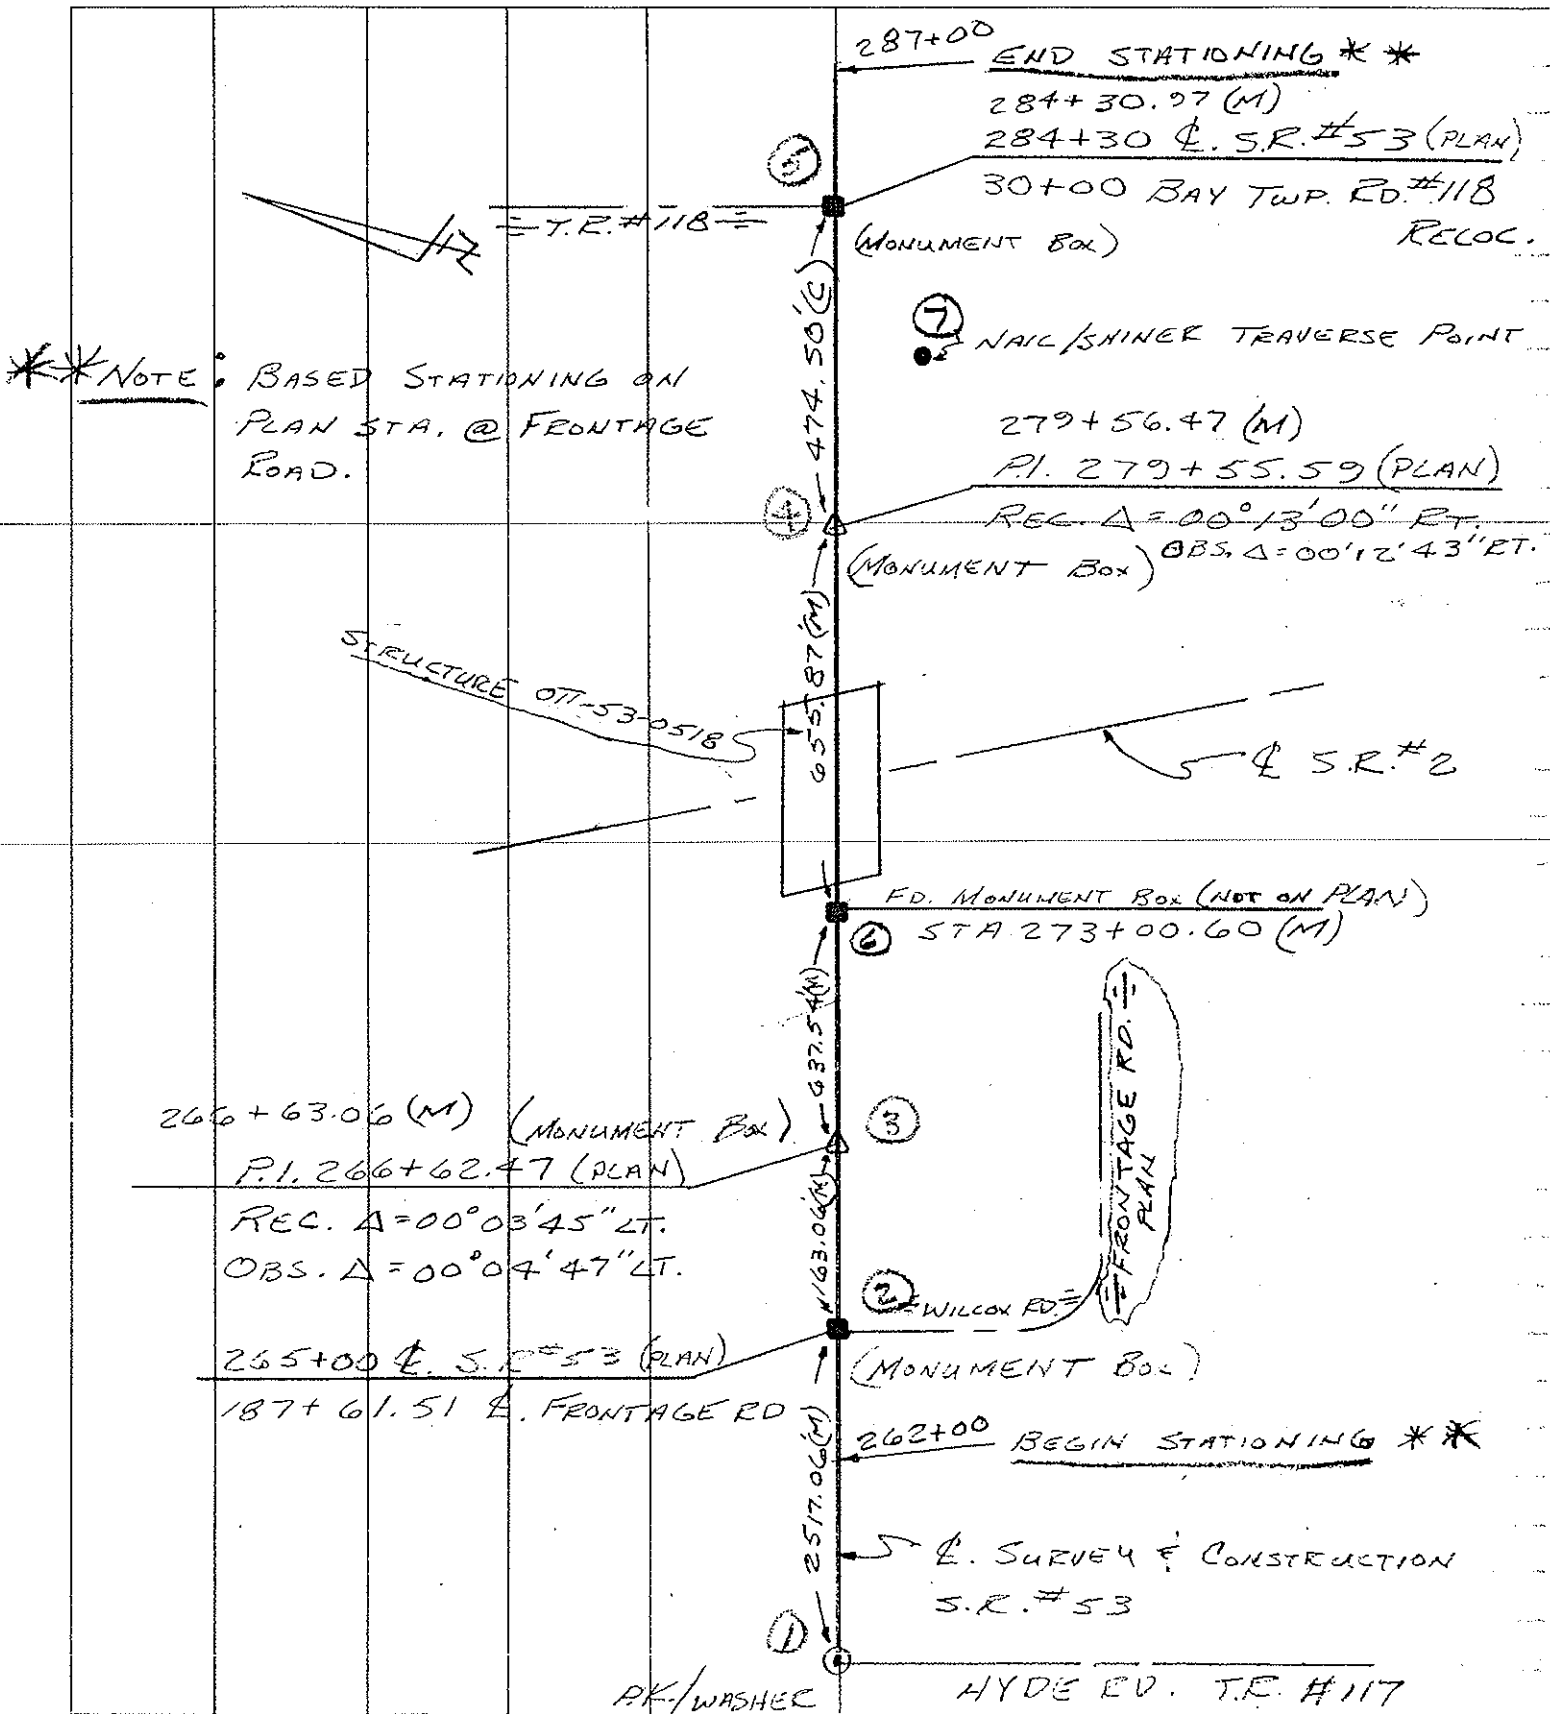 287+00
END STATIONING * *
284+30.97 (M)
284+30 ℄. S.R. #53 (PLAN)
30+00 BAY TWP. RD. #118
RELOC.
5
= T.R. #118 =
(MONUMENT BOX)
N
474.50'(C)
7
NAIL/SHINER TRAVERSE POINT
** NOTE: BASED STATIONING ON
PLAN STA. @ FRONTAGE
ROAD.
279+56.47 (M)
P.I. 279+55.59 (PLAN)
REC. Δ = 00°13'00" RT.
OBS. Δ = 00'12'43" RT.
4
(MONUMENT BOX)
655.87'(M)
STRUCTURE OTT-53-0518
℄ S.R. #2
FD. MONUMENT BOX (NOT ON PLAN)
6
STA 273+00.60 (M)
637.54'(M)
= FRONTAGE RD. =
PLAN
266+63.06 (M) (MONUMENT BOX)
3
P.I. 266+62.47 (PLAN)
REC. Δ = 00°03'45" LT.
OBS. Δ = 00°04'47" LT.
163.06'(M)
2
= WILCOX RD. =
265+00 ℄. S.R #53 (PLAN)
(MONUMENT BOX)
187+61.51 ℄. FRONTAGE RD
262+00
BEGIN STATIONING * *
2517.06'(M)
℄. SURVEY & CONSTRUCTION
S.R. #53
1
P.K./WASHER
HYDE RD. T.R. #117